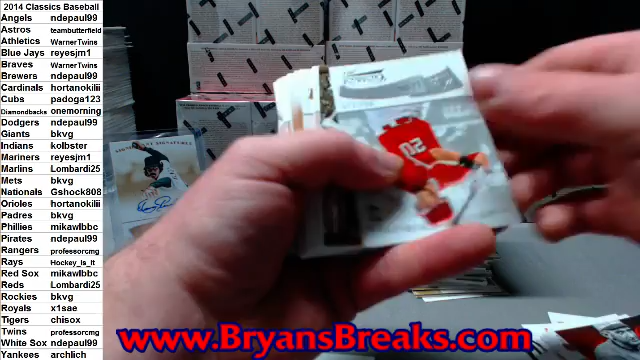 2014 Classics Baseball
Angels ndepaul99
Astros teambutterfield
Athletics WarnerTwins
Blue Jays reyesjm1
Braves WarnerTwins
Brewers ndepaul99
Cardinals hortanokilii
Cubs padoga123
Diamondbacks onemorning
Dodgers ndepaul99
Giants bkvg
Indians kolbster
Mariners reyesjm1
Marlins Lombardi25
Mets bkvg
Nationals Gshock808
Orioles hortanokilii
Padres bkvg
Phillies mikawlbbc
Pirates ndepaul99
Rangers professorcmg
Rays Hockey_Is_It
Red Sox mikawlbbc
Reds Lombardi25
Rockies bkvg
Royals x1sae
Tigers chisox
Twins professorcmg
White Sox ndepaul99
Yankees archlich
20
www.BryansBreaks.com